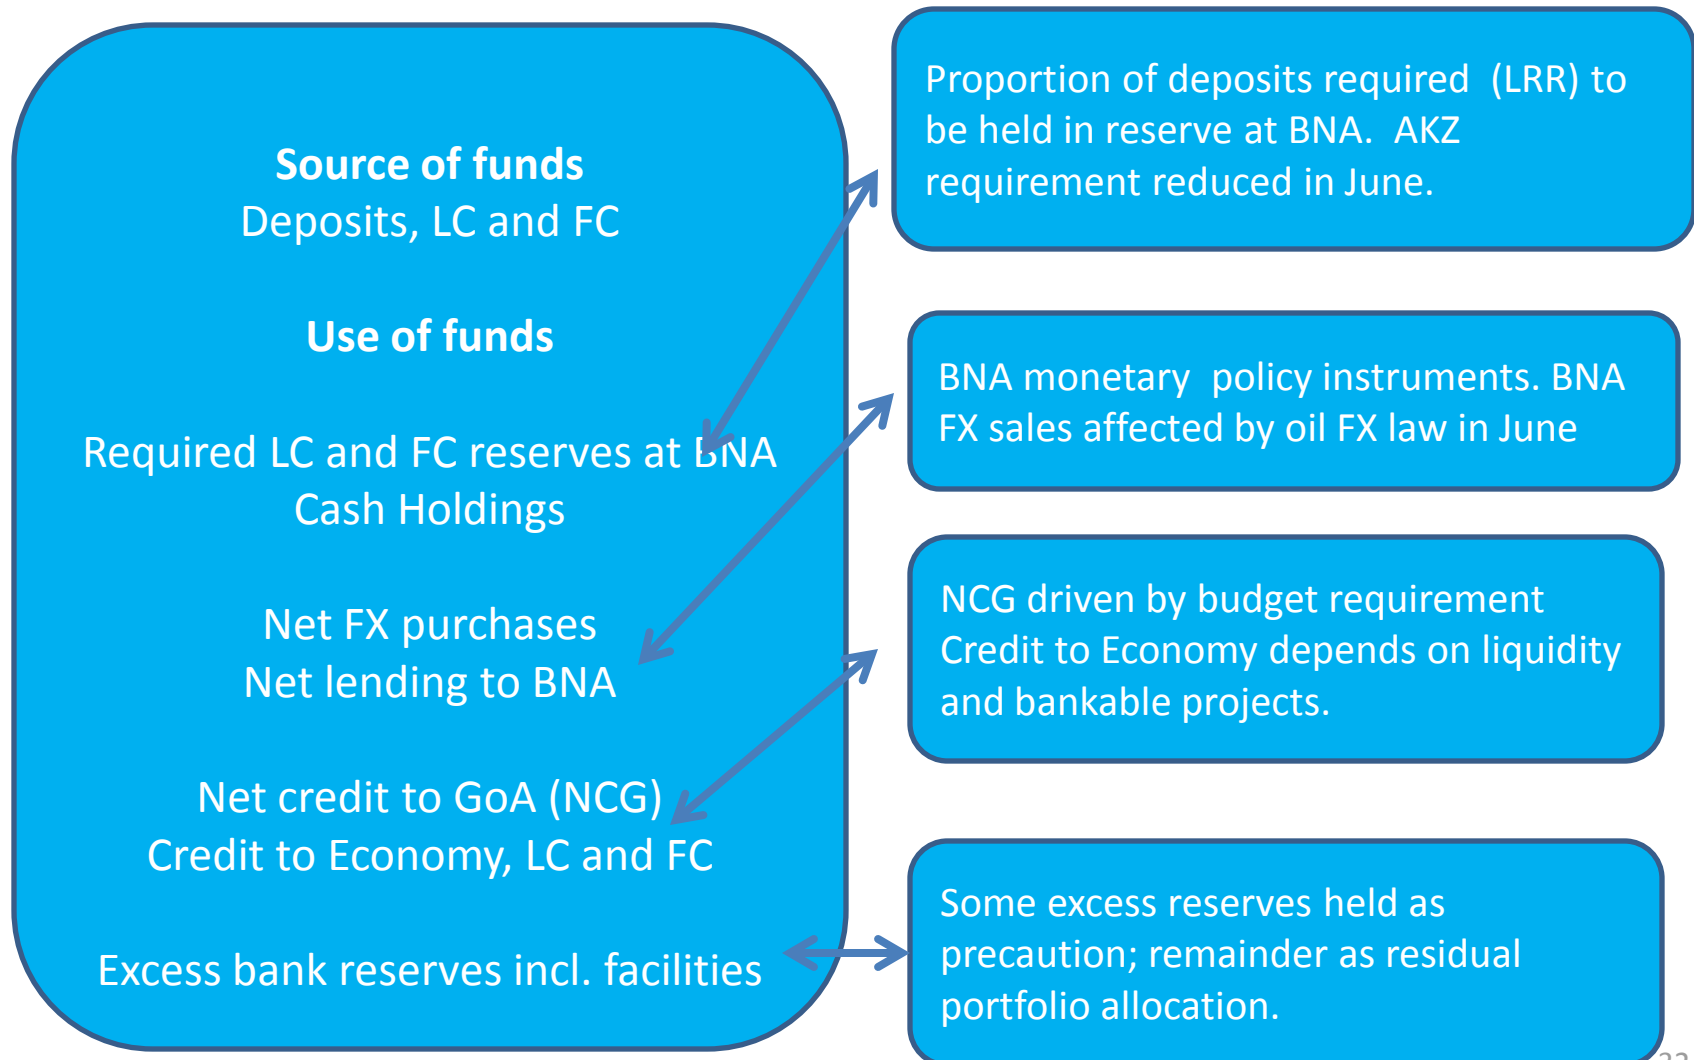 Source of funds
Deposits, LC and FC
Use of funds
Required LC and FC reserves at BNA
Cash Holdings
Net FX purchases
Net lending to BNA
Net credit to GoA (NCG)
Credit to Economy, LC and FC
Excess bank reserves incl. facilities
Proportion of deposits required  (LRR) to
be held in reserve at BNA.  AKZ
requirement reduced in June.
BNA monetary  policy instruments. BNA
FX sales affected by oil FX law in June
NCG driven by budget requirement
Credit to Economy depends on liquidity
and bankable projects.
Some excess reserves held as
precaution; remainder as residual
portfolio allocation.